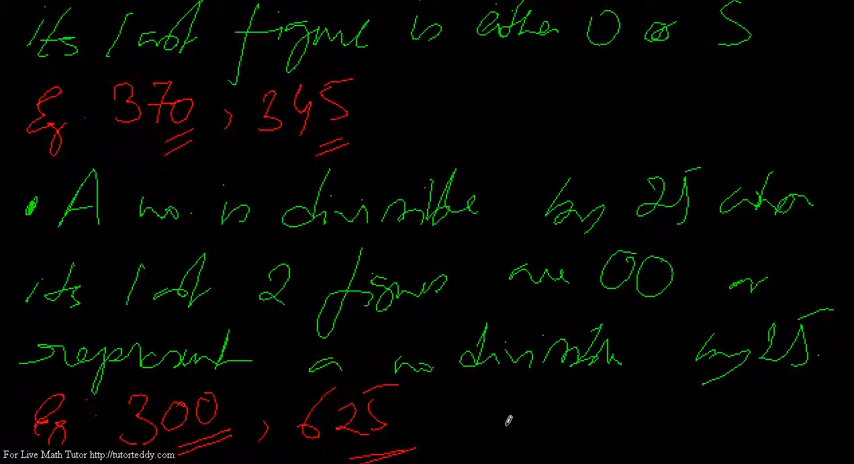 its last figure is either 0 or 5
Eg: 370, 345
• A no. is divisible by 25 when
its last 2 figures are 00 or
represent a no divisible by 25.
Eg: 300, 625
For Live Math Tutor http://tutorteddy.com